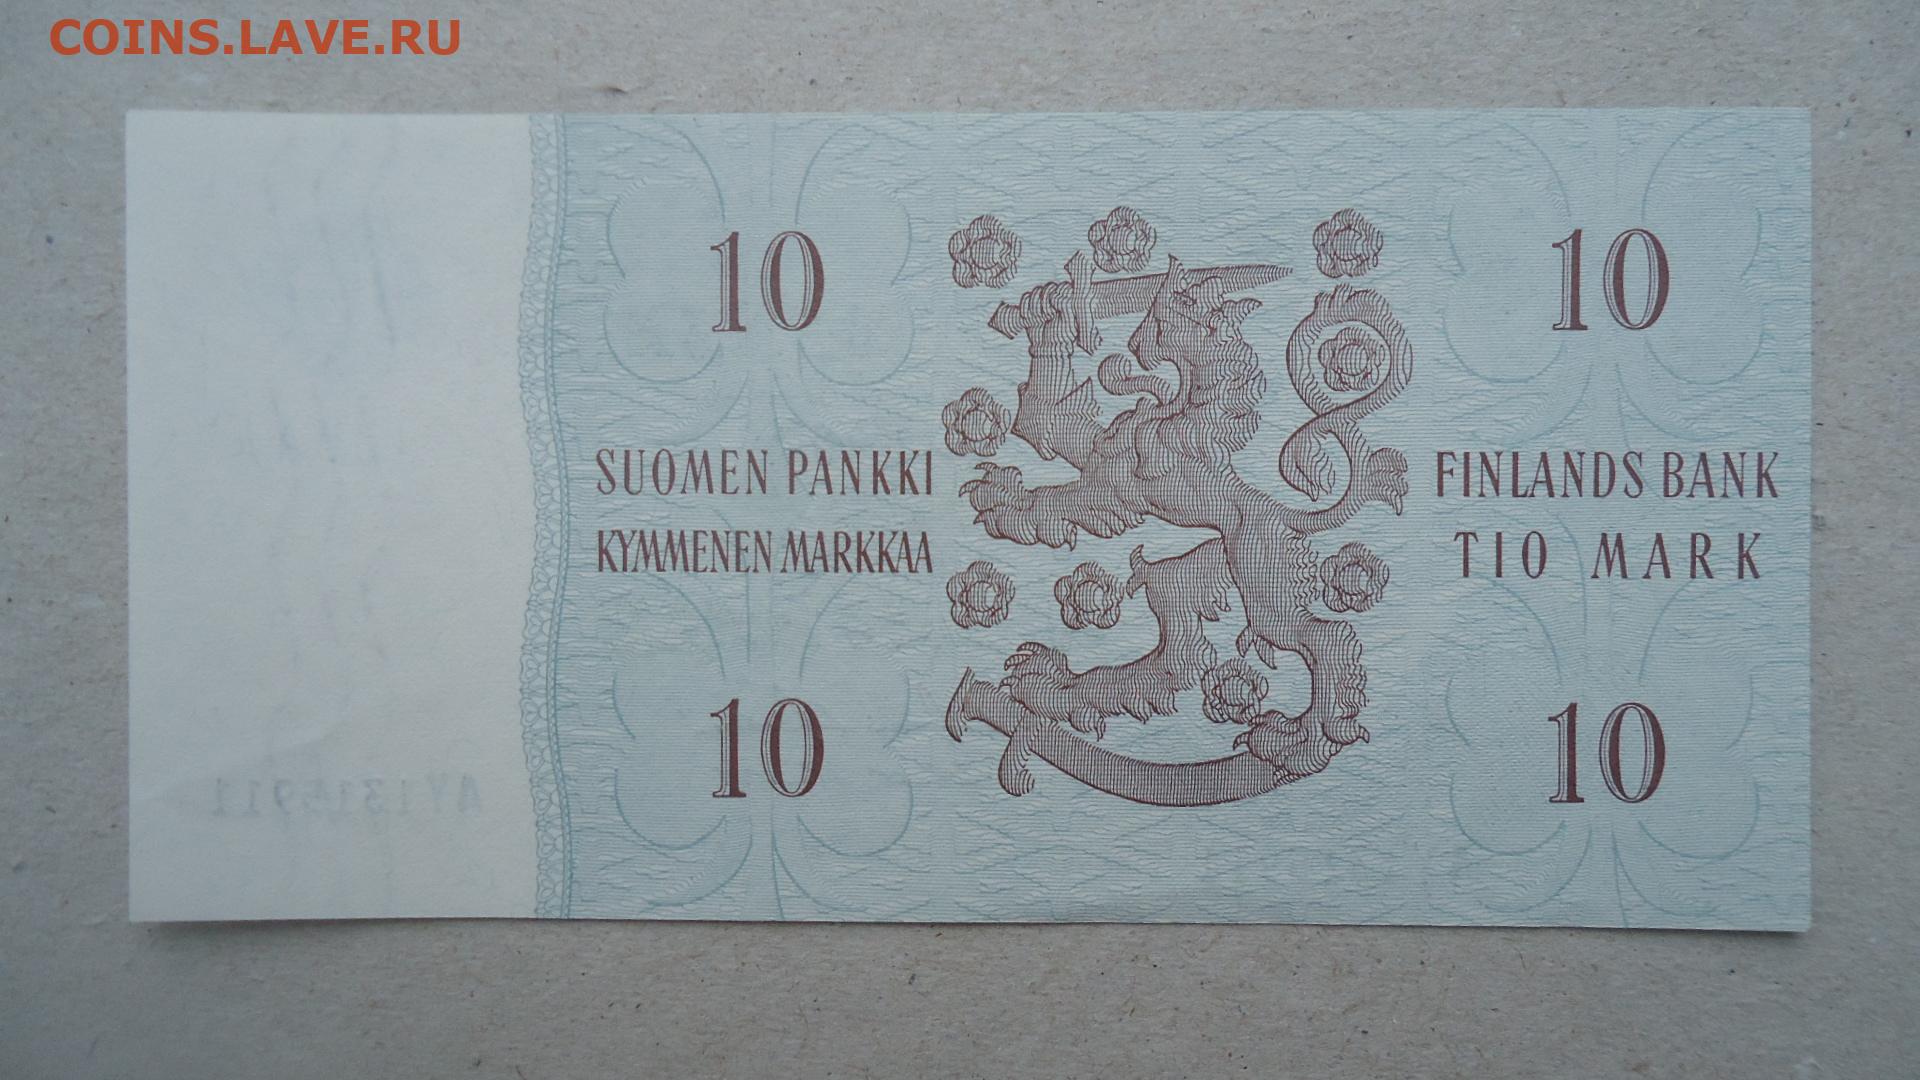 COINS.LAVE.RU
10
10
SUOMEN PANKKI
KYMMENEN MARKKAA
FINLANDS BANK
TIO MARK
10
10